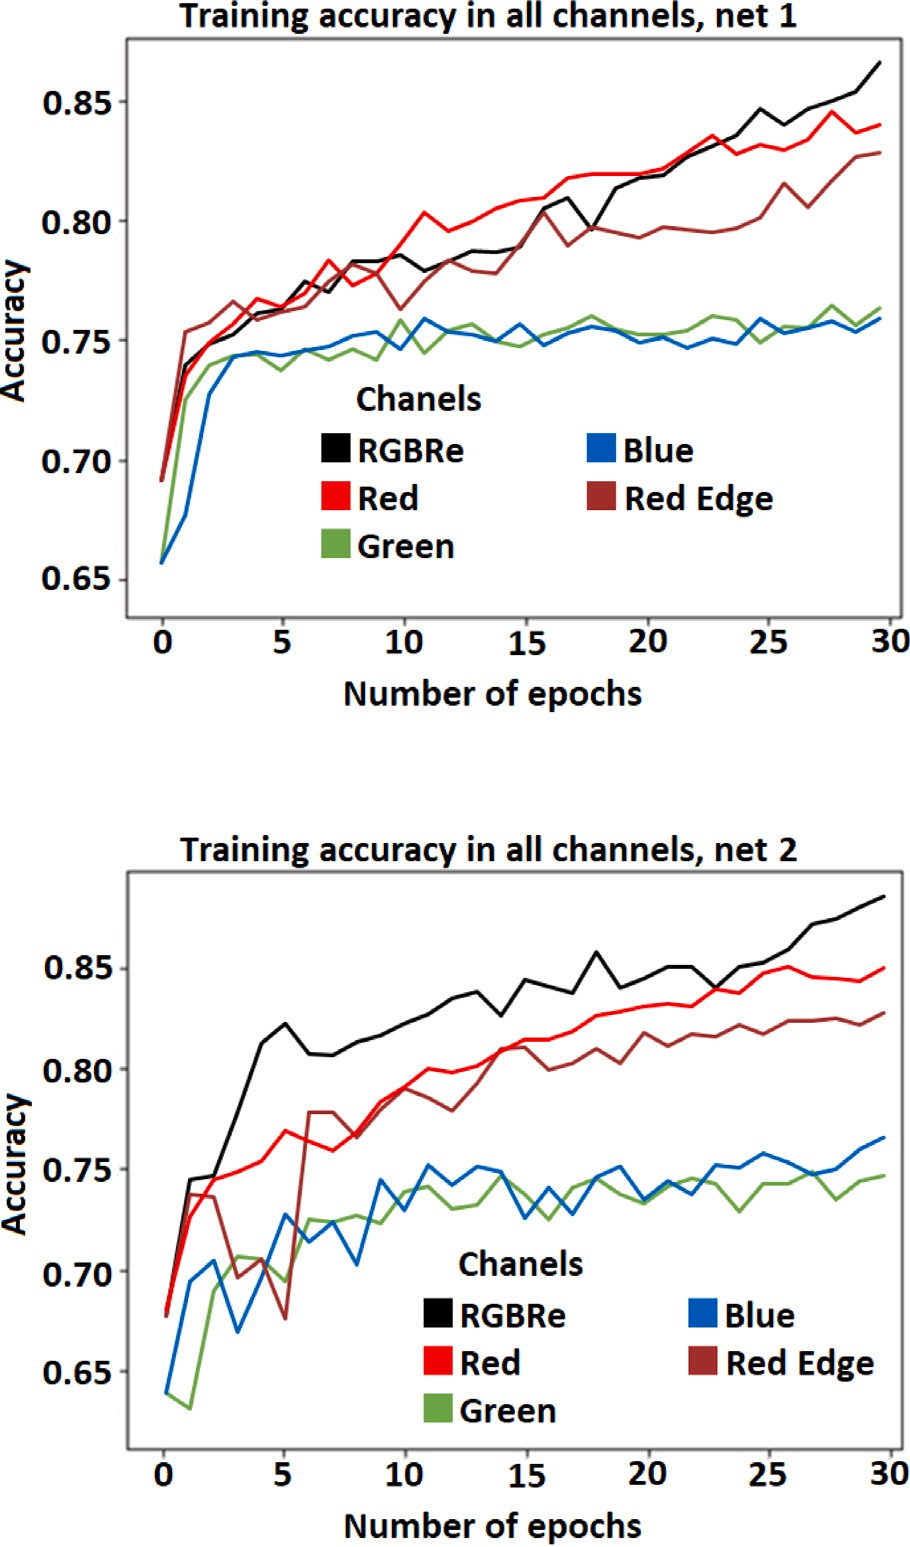 Training accuracy in all channels, net 1
Accuracy
0.85
0.80
0.75
0.70
0.65
Chanels
RGBRe Blue
Red Red Edge
Green
0 5 10 15 20 25 30
Number of epochs
Training accuracy in all channels, net 2
Accuracy
0.85
0.80
0.75
0.70
0.65
Chanels
RGBRe Blue
Red Red Edge
Green
0 5 10 15 20 25 30
Number of epochs